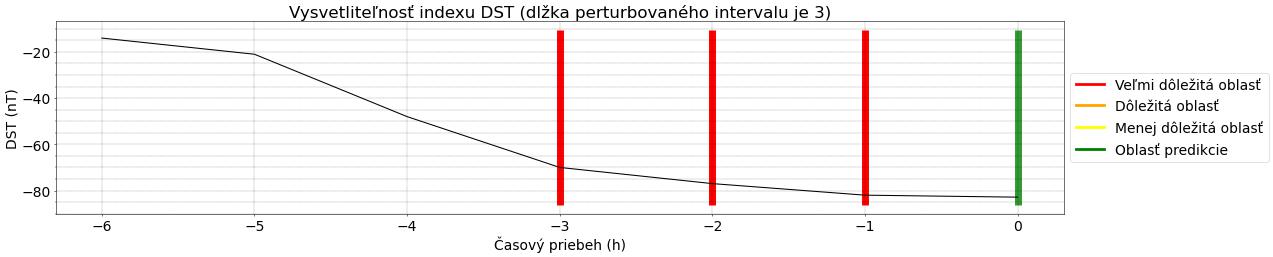 Vysvetliteľnosť indexu DST (dlžka perturbovaného intervalu je 3)
DST (nT)
−20
−40
−60
−80
−6
−5
−4
−3
−2
−1
0
Časový priebeh (h)
Veľmi dôležitá oblasť
Dôležitá oblasť
Menej dôležitá oblasť
Oblasť predikcie